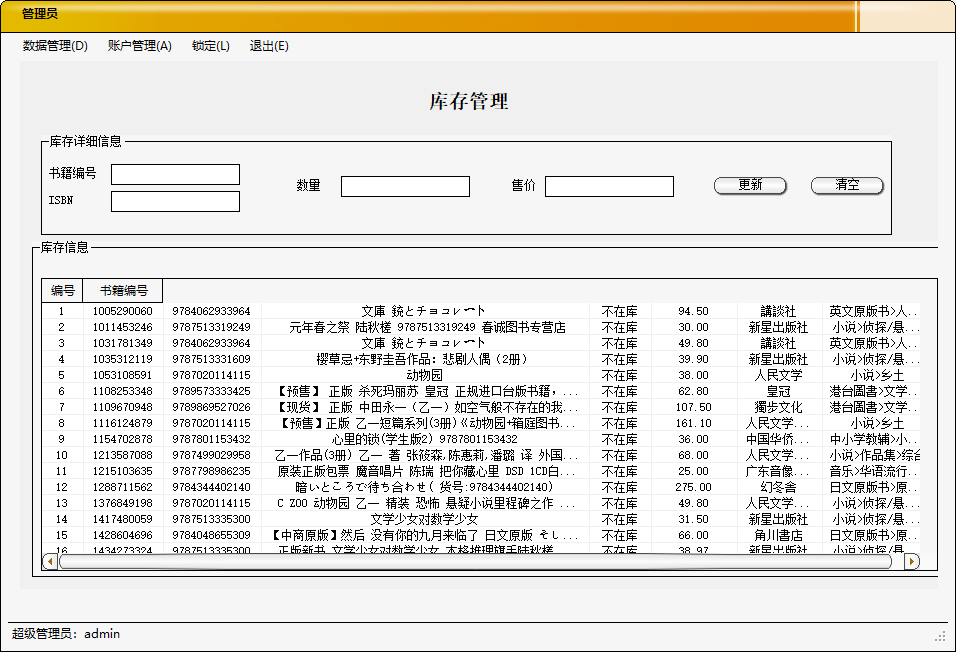 管理员
数据管理(D) 账户管理(A) 锁定(L) 退出(E)
库存管理
库存详细信息
书籍编号
数量 售价 更新 清空
ISBN
库存信息
编号 书籍编号
1 1005290060 9784062933964 文庫 銃とチョコレート 不在库 94.50 講談社 英文原版书>人...
2 1011453246 9787513319249 元年春之祭 陆秋槎 9787513319249 春诚图书专营店 不在库 30.00 新星出版社 小说>侦探/悬...
3 1031781349 9784062933964 文庫 銃とチョコレート 不在库 49.80 講談社 英文原版书>人...
4 1035312119 9787513331609 樱草忌+东野圭吾作品：悲剧人偶（2册） 不在库 39.90 新星出版社 小说>侦探/悬...
5 1053108591 9787020114115 动物园 不在库 38.00 人民文学 小说>乡土
6 1108253348 9789573333425 【预售】 正版 杀死玛丽苏 皇冠 正规进口台版书籍，... 不在库 62.80 皇冠 港台圖書>文学...
7 1109670948 9789869527026 【现货】 正版 中田永一（乙一）如空气般不存在的我... 不在库 107.50 獨步文化 港台圖書>文学...
8 1116124879 9787020114115 【预售】正版 乙一短篇系列(3册)《动物园+箱庭图书... 不在库 161.10 人民文学... 小说>乡土
9 1154702878 9787801153432 心里的锁(学生版2) 9787801153432 不在库 36.00 中国华侨... 中小学教辅>小...
10 1213587088 9787499029958 乙一作品(3册) 乙一 著 张筱森,陈惠莉,潘璐 译 外国... 不在库 68.00 人民文学... 小说>作品集>综合
11 1215103635 9787798986235 原装正版包票 魔音唱片 陈瑞 把你藏心里 DSD 1CD白... 不在库 25.00 广东音像... 音乐>华语流行...
12 1288711562 9784344402140 暗いところで待ち合わせ( 货号:9784344402140) 不在库 275.00 幻冬舎 日文原版书>原...
13 1376849198 9787020114115 C ZOO 动物园 乙一 精装 恐怖 悬疑小说里程碑之作 ... 不在库 49.80 人民文学... 小说>侦探/悬...
14 1417480059 9787513335300 文学少女对数学少女 不在库 31.50 新星出版社 小说>侦探/悬...
15 1428604696 9784048655309 【中商原版】然后 没有你的九月来临了 日文原版 そし... 不在库 66.00 角川書店 日文原版书>原...
16 1434273324 9787513335300 正版新书 文学少女对数学少女 本格推理旗手陆秋槎 不在库 38.97 新星出版社 小说>侦探/悬...
超级管理员：admin